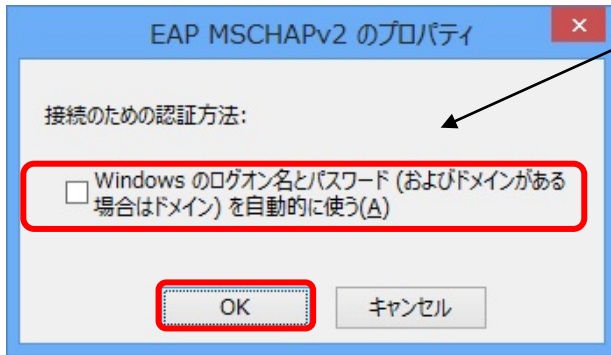 EAP MSCHAPv2 のプロパティ
接続のための認証方法:
Windows のログオン名とパスワード (およびドメインがある
場合はドメイン) を自動的に使う(A)
OK
キャンセル